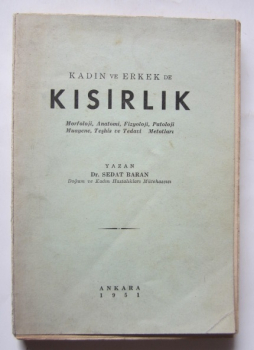 KADIN VE ERKEK DE
KISIRLIK
Morfoloji, Anatomi, Fizyoloji, Patoloji
Muayene, Teşhis ve Tedavi Metotları
YAZAN
Dr. SEDAT BARAN
Doğum ve Kadın Hastalıkları Mütehassısı
ANKARA
1951